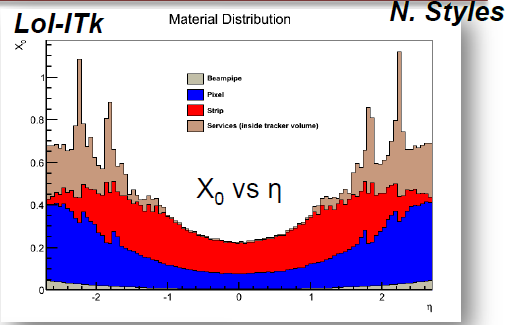 LoI-ITk
N. Styles
Material Distribution
X₀
Beampipe
Pixel
Strip
Services (inside tracker volume)
X₀ vs η
1
0.8
0.6
0.4
0.2
0
-2 -1 0 1 2
η